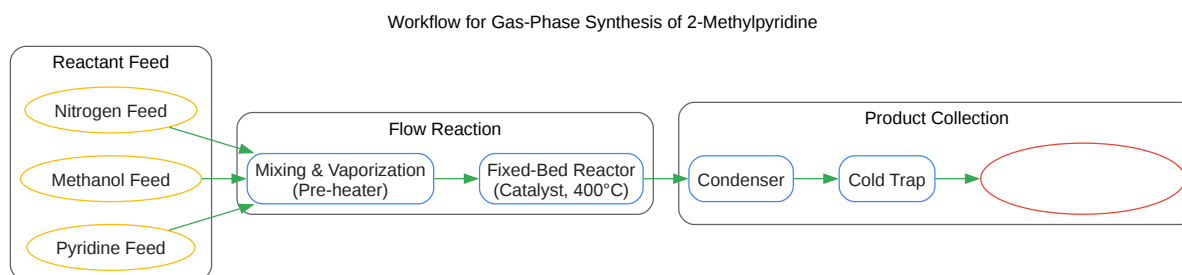 Workflow for Gas-Phase Synthesis of 2-Methylpyridine
Reactant Feed
Nitrogen Feed
Methanol Feed
Pyridine Feed
Flow Reaction
Mixing & Vaporization
(Pre-heater)
Fixed-Bed Reactor
(Catalyst, 400°C)
Product Collection
Condenser
Cold Trap